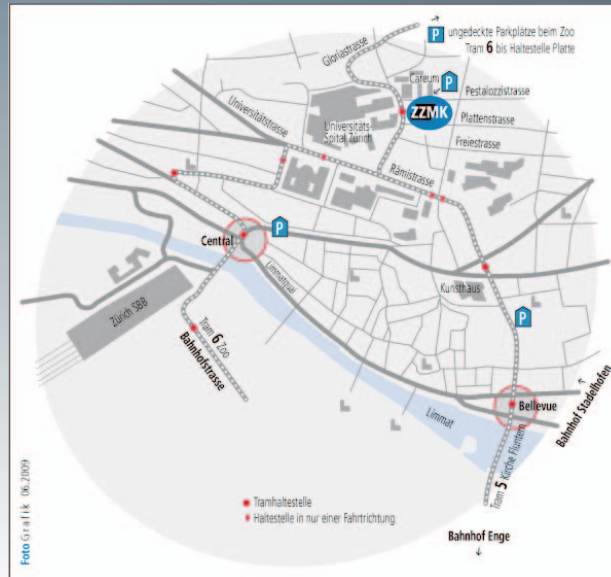 P ungedeckte Parkplätze beim Zoo
Tram 6 bis Haltestelle Platte
Gloriastrasse
Careum P
Pestalozzistrasse
ZZMK
Plattenstrasse
Universitätsstrasse
Universitäts-
Spital Zürich
Freiestrasse
Rämistrasse
Central
P
Zürich SBB
Limmatquai
Kunsthaus
P
Tram 6 Zoo
Bahnhofstrasse
Bellevue
Bahnhof Stadelhofen
Limmat
Tram 5 Kirche Fluntern
Tramhaltestelle
Haltestelle in nur einer Fahrtrichtung
Bahnhof Enge
Foto Grafik 06.2009